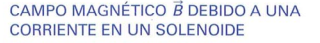 CAMPO MAGNÉTICO B⃗ DEBIDO A UNA
CORRIENTE EN UN SOLENOIDE